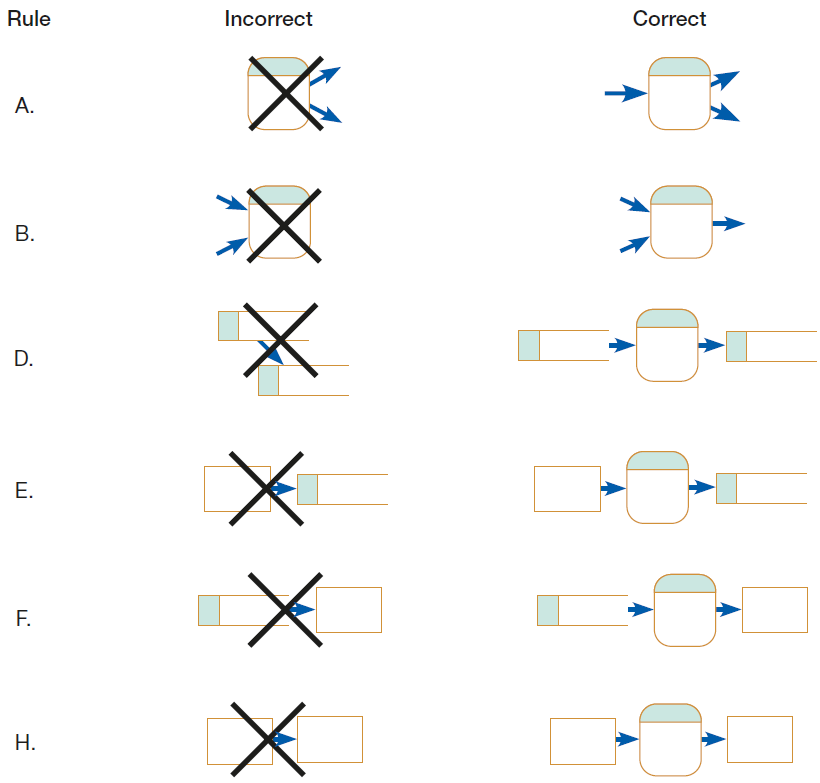 Rule Incorrect Correct
A.
B.
D.
E.
F.
H.